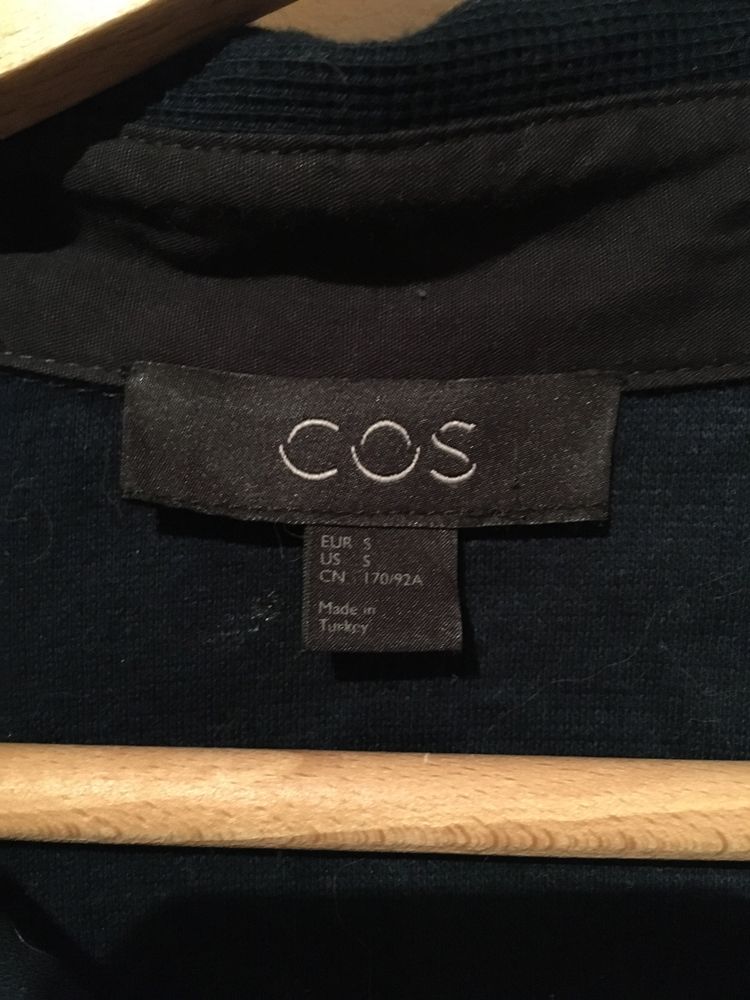 COS
EUR S
US S
CN 170/92A
Made in
Turkey